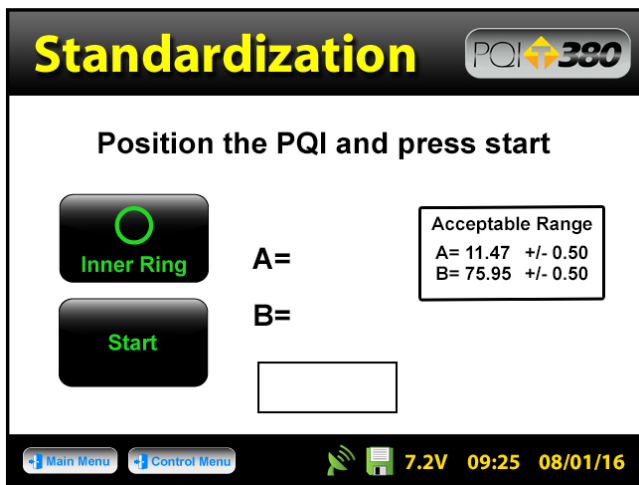 Standardization
PQI T 380
Position the PQI and press start
Inner Ring
Start
A=
B=
Acceptable Range
A= 11.47 +/- 0.50
B= 75.95 +/- 0.50
Main Menu
Control Menu
7.2V 09:25 08/01/16